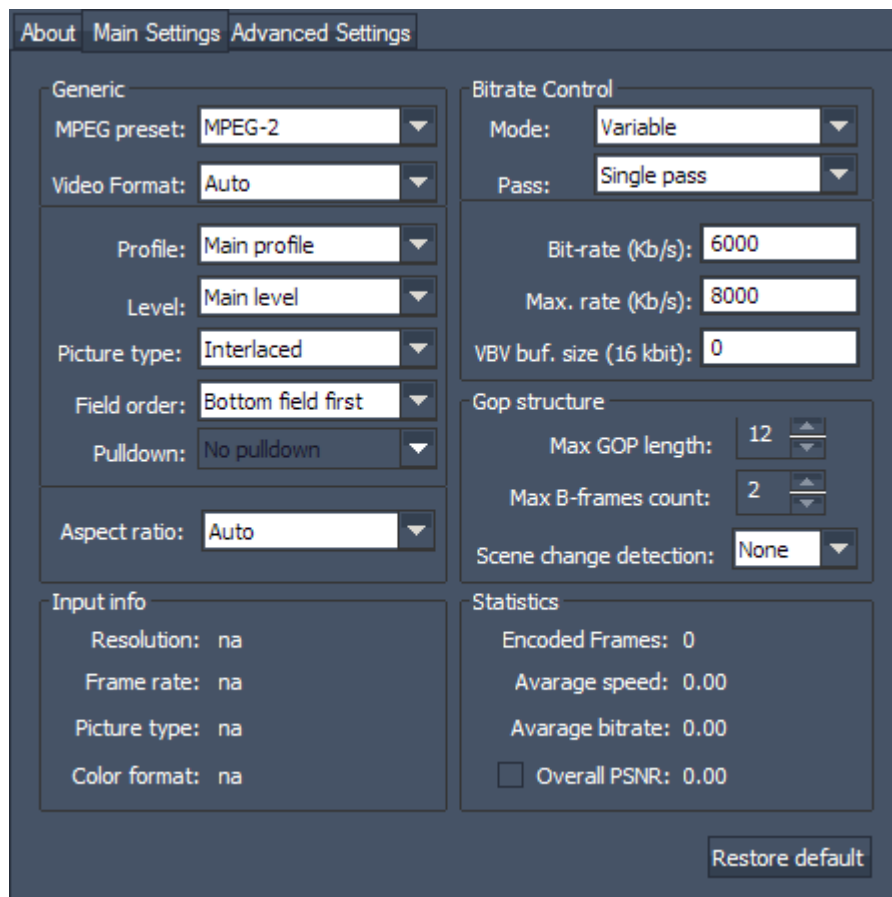 About Main Settings Advanced Settings
Generic
MPEG preset: MPEG-2
Video Format: Auto
Profile: Main profile
Level: Main level
Picture type: Interlaced
Field order: Bottom field first
Pulldown: No pulldown
Aspect ratio: Auto
Bitrate Control
Mode: Variable
Pass: Single pass
Bit-rate (Kb/s): 6000
Max. rate (Kb/s): 8000
VBV buf. size (16 kbit): 0
Gop structure
Max GOP length: 12
Max B-frames count: 2
Scene change detection: None
Input info
Resolution: na
Frame rate: na
Picture type: na
Color format: na
Statistics
Encoded Frames: 0
Avarage speed: 0.00
Avarage bitrate: 0.00
Overall PSNR: 0.00
Restore default